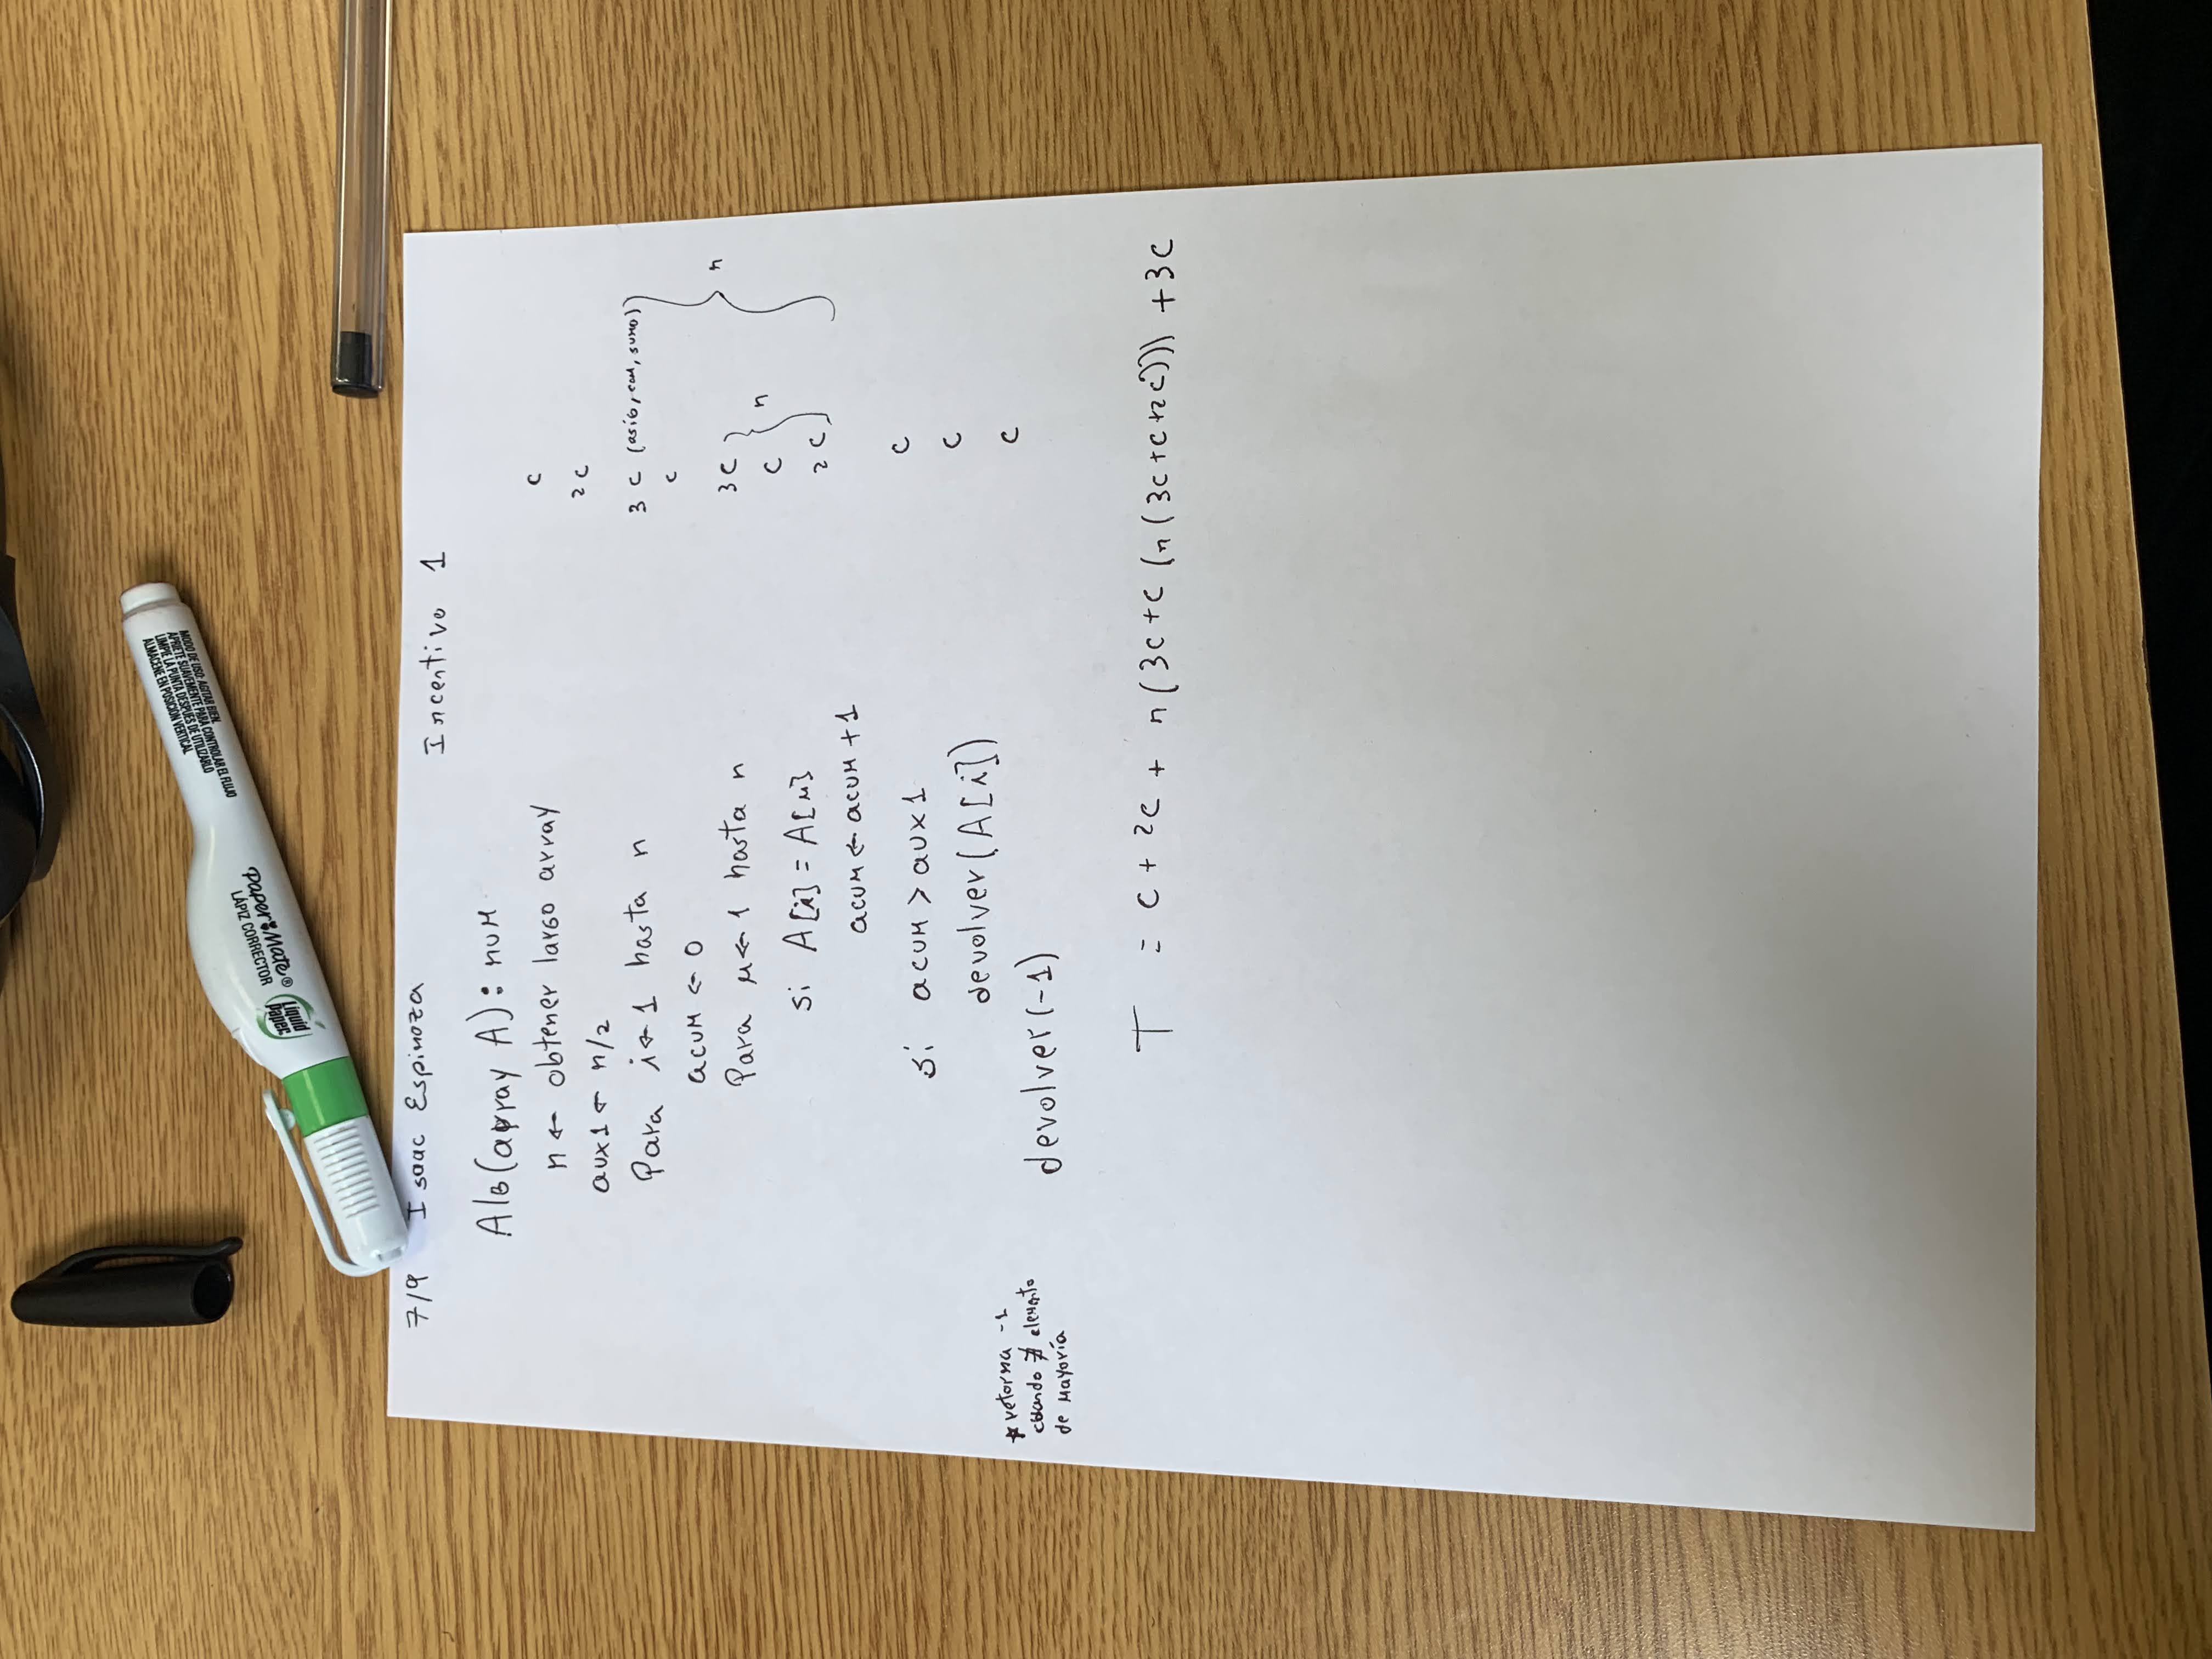 MODO DE USO: AGITAR BIEN.
APRIETE SUAVEMENTE PARA CONTROLAR EL FLUJO
LIMPIE LA PUNTA DESPUES DE UTILIZARLO
ALMACENE EN POSICION VERTICAL
Paper Mate®
LÁPIZ CORRECTOR
Liquid Paper
7/9 Isaac Espinoza Incentivo 1
Alg(array A): num
n ← obtener largo array c
aux1 ← n/2 2c
Para i ← 1 hasta n 3c (asig, com, suma)
acum ← 0 c
Para u ← 1 hasta n 3c
si A[i] = A[u] c } n } n
acum ← acum + 1 2c
si acum > aux1 c
devolver(A[i]) c
devolver(-1) c
* retorna -1
cuando ∄ elemento
de mayoría
T = c + 2c + n(3c+c(n(3c+c+2c))) + 3c